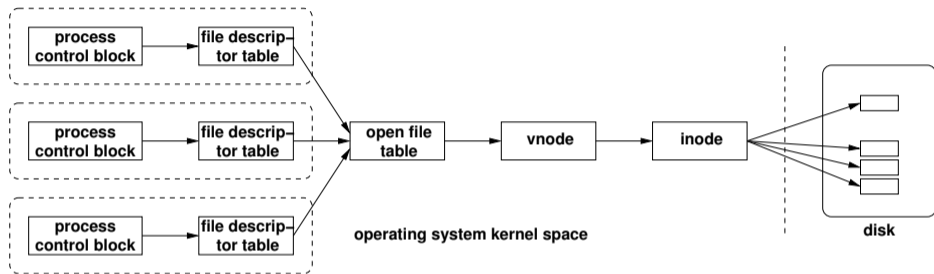 process
control block
file descrip–
tor table
process
control block
file descrip–
tor table
open file
table
vnode
inode
process
control block
file descrip–
tor table
operating system kernel space
disk